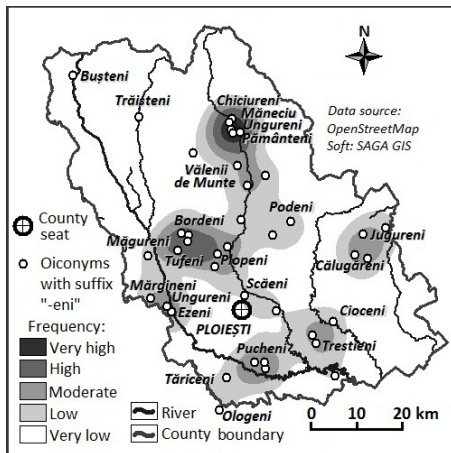 N
Bușteni
Trăisteni
Chiciureni
Măneciu
Ungureni
Pământeni
Data source:
OpenStreetMap
Soft: SAGA GIS
Vălenii
de Munte
County
seat
Oiconyms
with suffix
"-eni"
Bordeni
Podeni
Măgureni
Jugureni
Tufeni
Plopeni
Călugăreni
Mărgineni
Scăeni
Ungureni
Ezeni
Cioceni
PLOIEȘTI
Frequency:
Very high
High
Moderate
Low
Very low
Trestieni
Pucheni
Tăriceni
Ologeni
River
County boundary
0 10 20 km